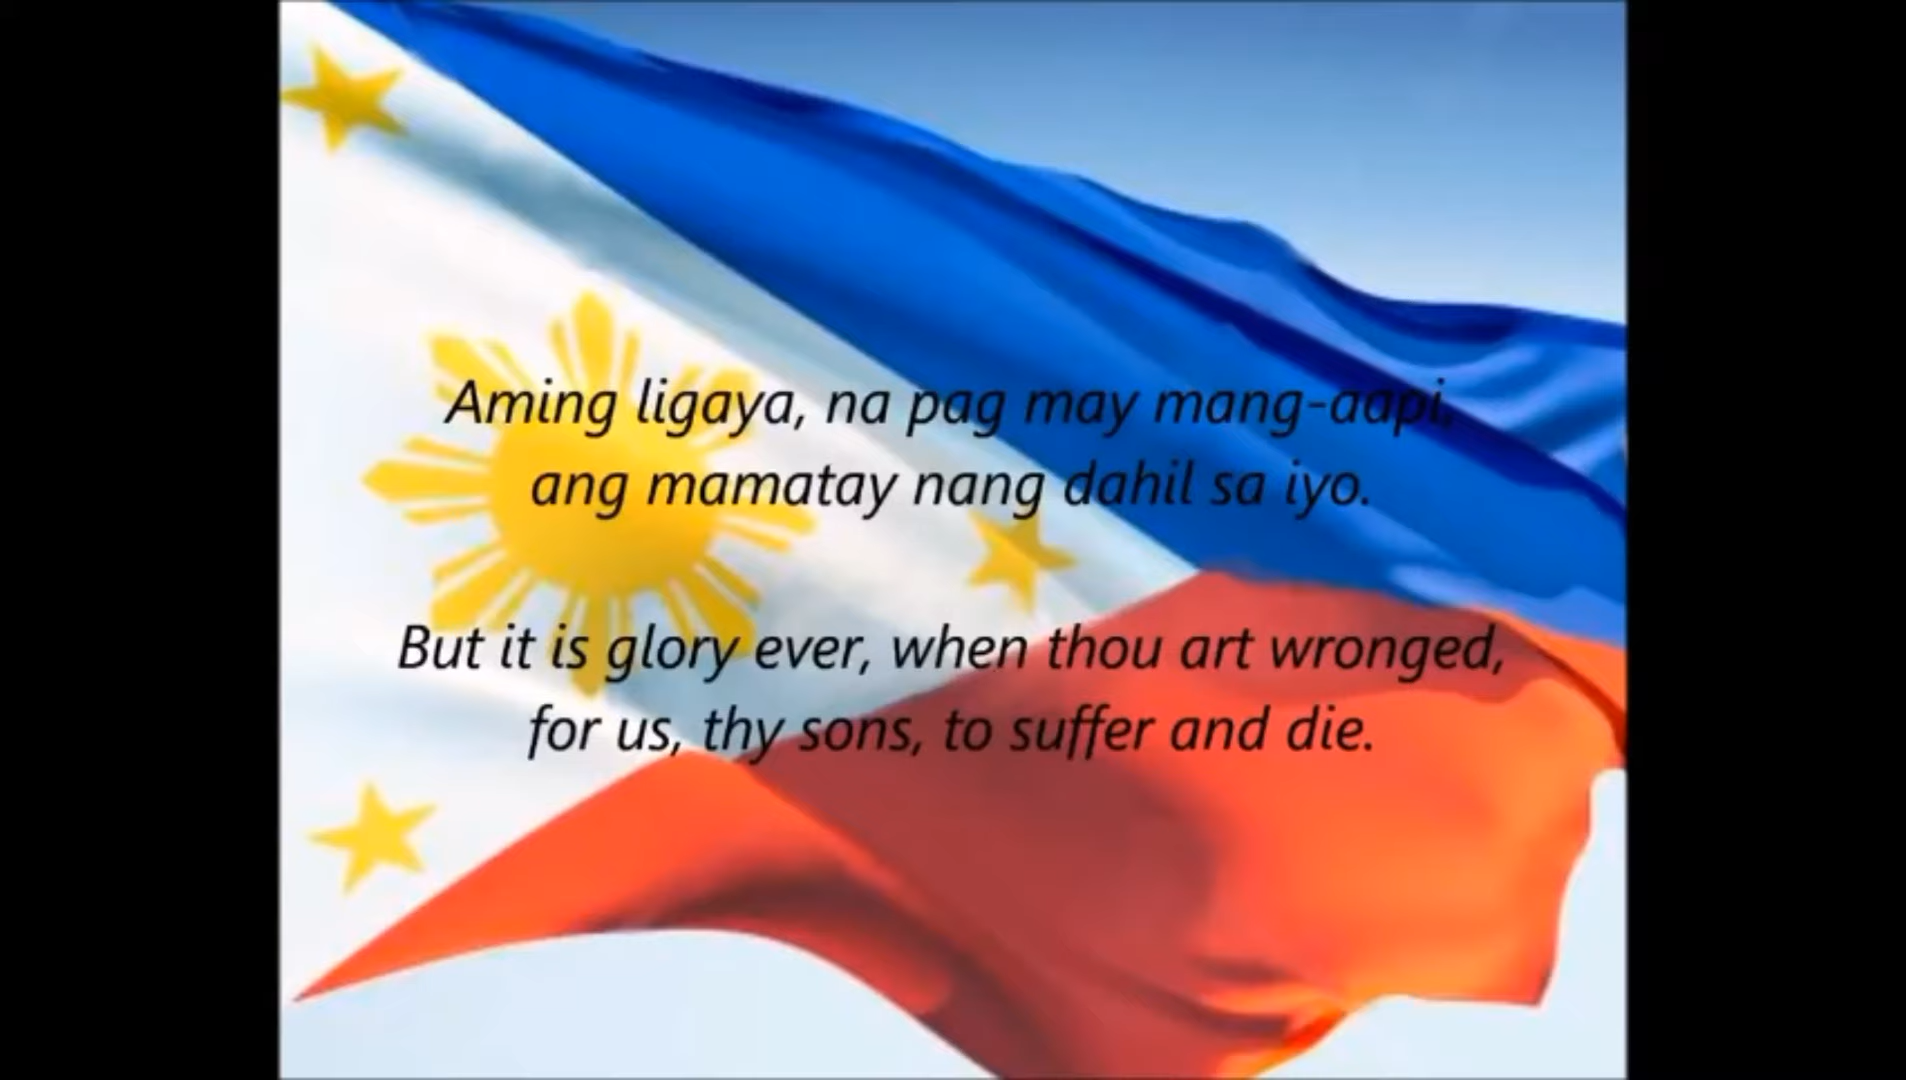 Aming ligaya, na pag may mang-aapi,
ang mamatay nang dahil sa iyo.
But it is glory ever, when thou art wronged,
for us, thy sons, to suffer and die.